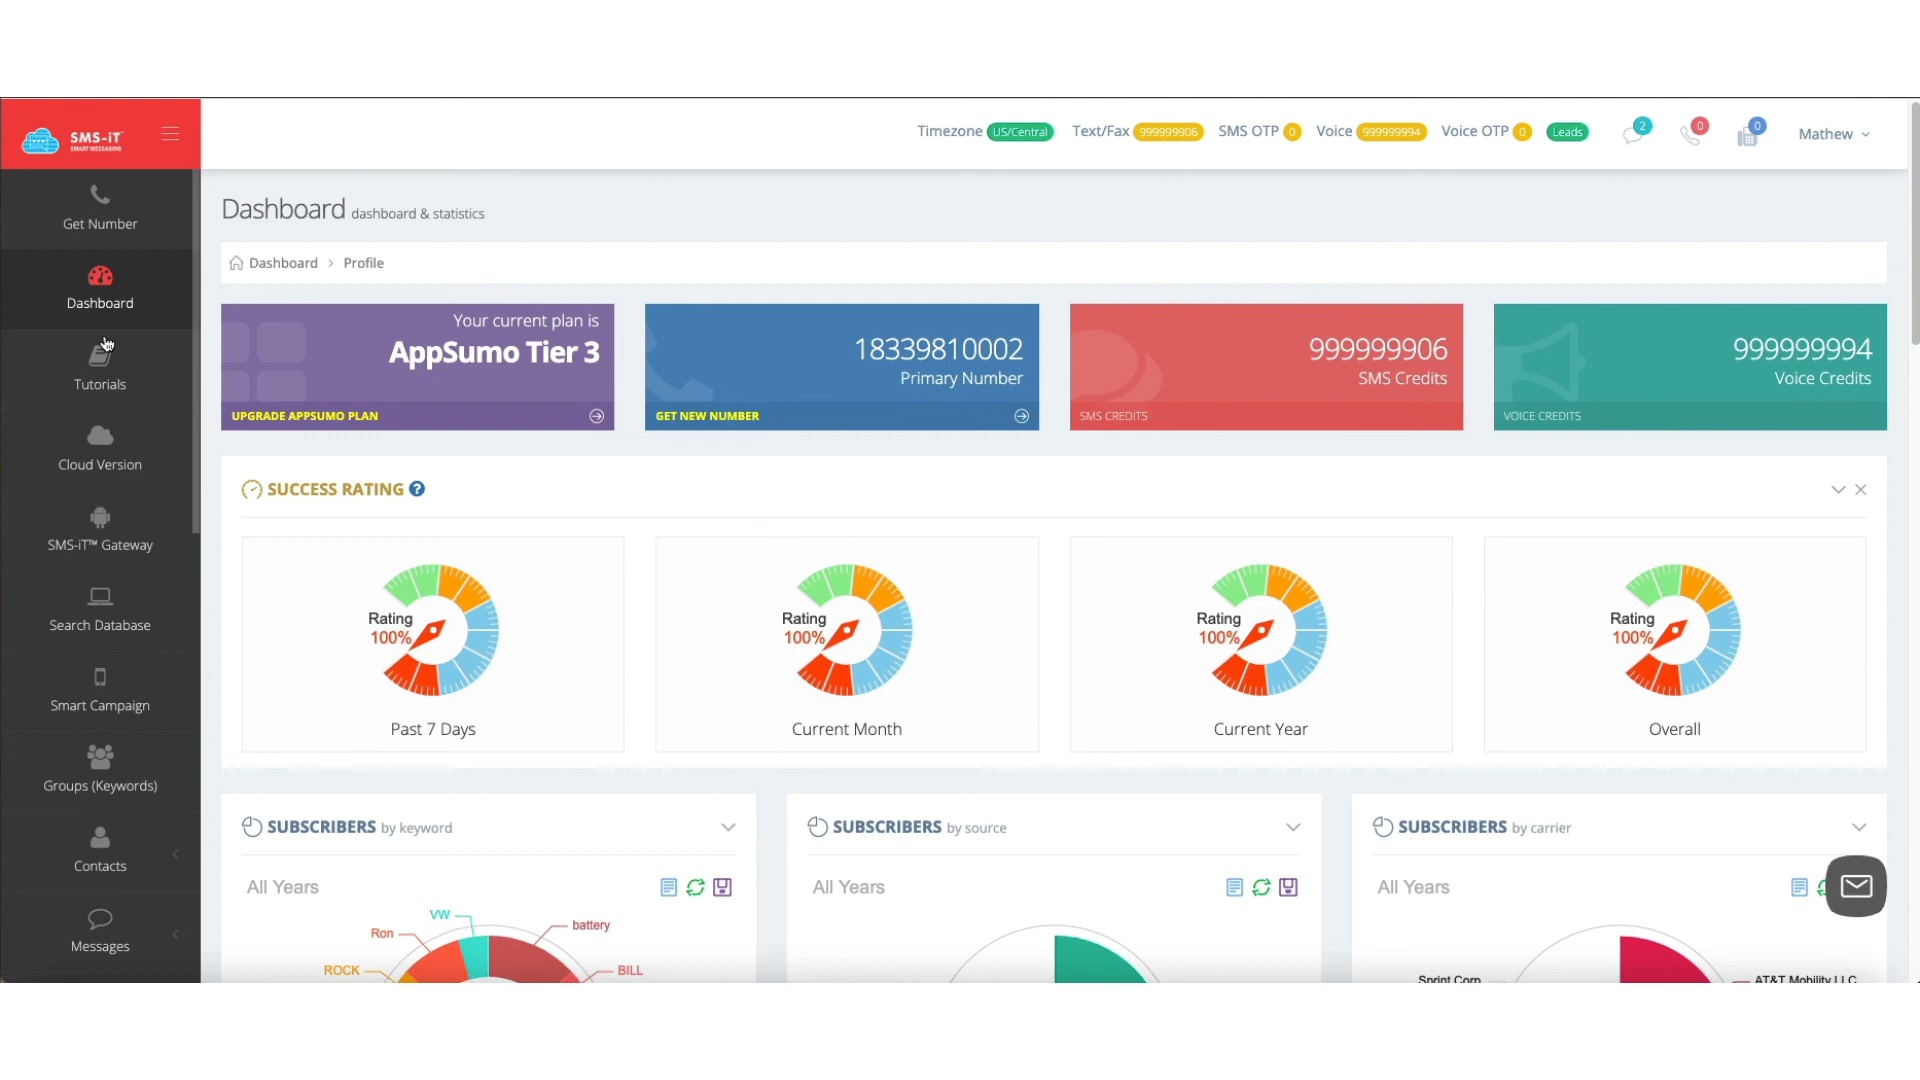 SMS-iT™
SMART MESSAGING
Timezone US/Central Text/Fax 999999906 SMS OTP 0 Voice 999999994 Voice OTP 0 Leads 2 0 0 Mathew
Get Number
Dashboard
Tutorials
Cloud Version
SMS-iT™ Gateway
Search Database
Smart Campaign
Groups (Keywords)
Contacts
Messages
Dashboard dashboard & statistics
Dashboard > Profile
Your current plan is
AppSumo Tier 3
UPGRADE APPSUMO PLAN
18339810002
Primary Number
GET NEW NUMBER
999999906
SMS Credits
SMS CREDITS
999999994
Voice Credits
VOICE CREDITS
SUCCESS RATING ?
Rating
100%
Past 7 Days
Rating
100%
Current Month
Rating
100%
Current Year
Rating
100%
Overall
SUBSCRIBERS by keyword
All Years
VW
battery
Ron
ROCK
BILL
SUBSCRIBERS by source
All Years
SUBSCRIBERS by carrier
All Years
Sprint Corp
AT&T Mobility LLC